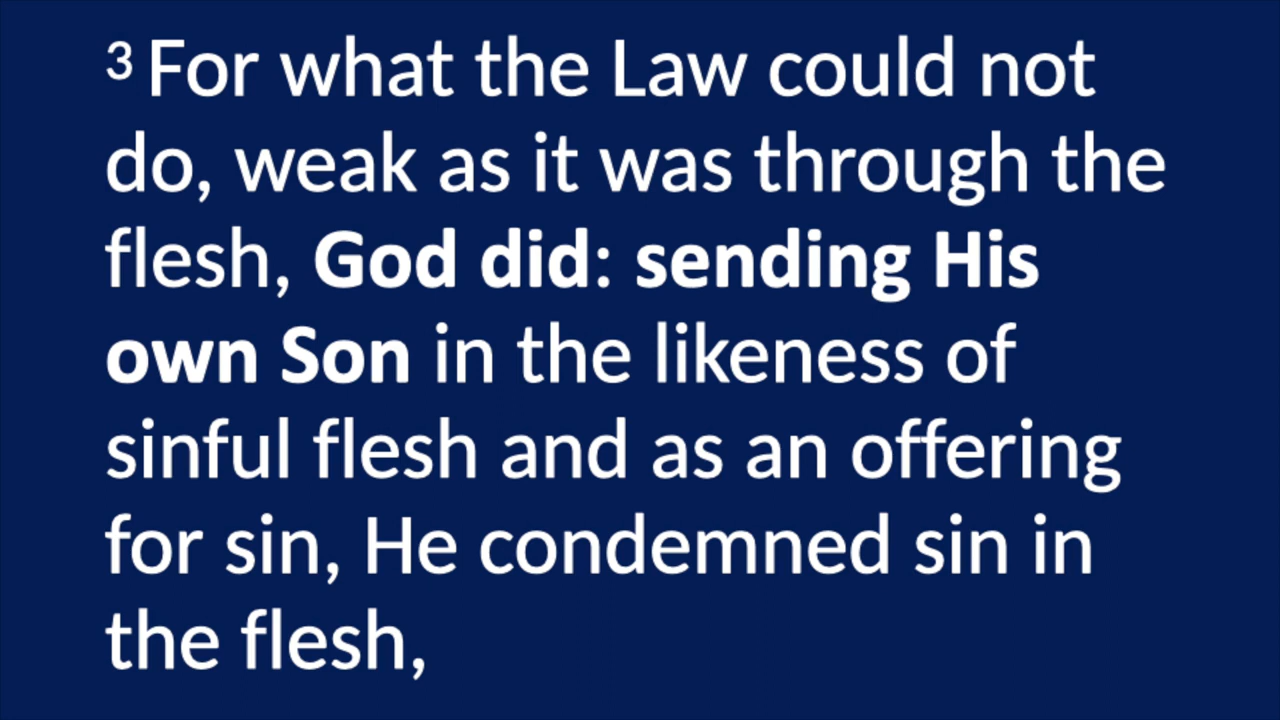 3 For what the Law could not
do, weak as it was through the
flesh, God did: sending His
own Son in the likeness of
sinful flesh and as an offering
for sin, He condemned sin in
the flesh,